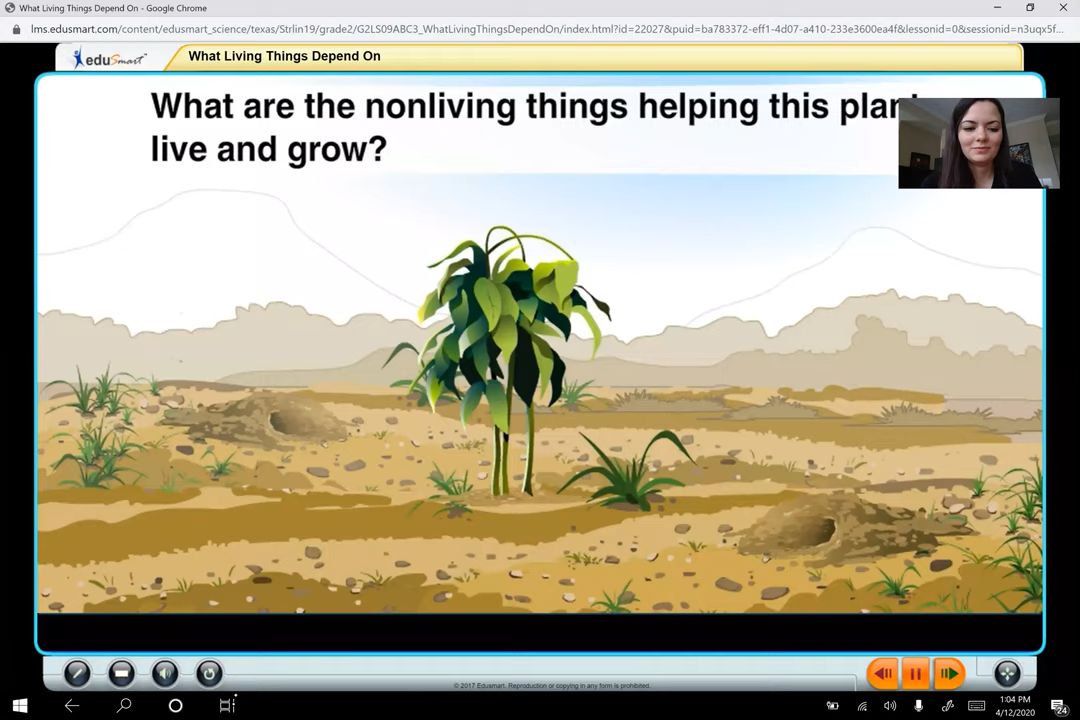 What Living Things Depend On - Google Chrome
lms.edusmart.com/content/edusmart_science/texas/Strlin19/grade2/G2LS09ABC3_WhatLivingThingsDependOn/index.html?id=22027&puid=ba783372-eff1-4d07-a410-233e3600ea4f&lessonid=0&sessionid=n3uqx5f...
eduSmart
What Living Things Depend On
What are the nonliving things helping this plant
live and grow?
© 2017 Edusmart. Reproduction or copying in any form is prohibited.
1:04 PM
4/12/2020
24